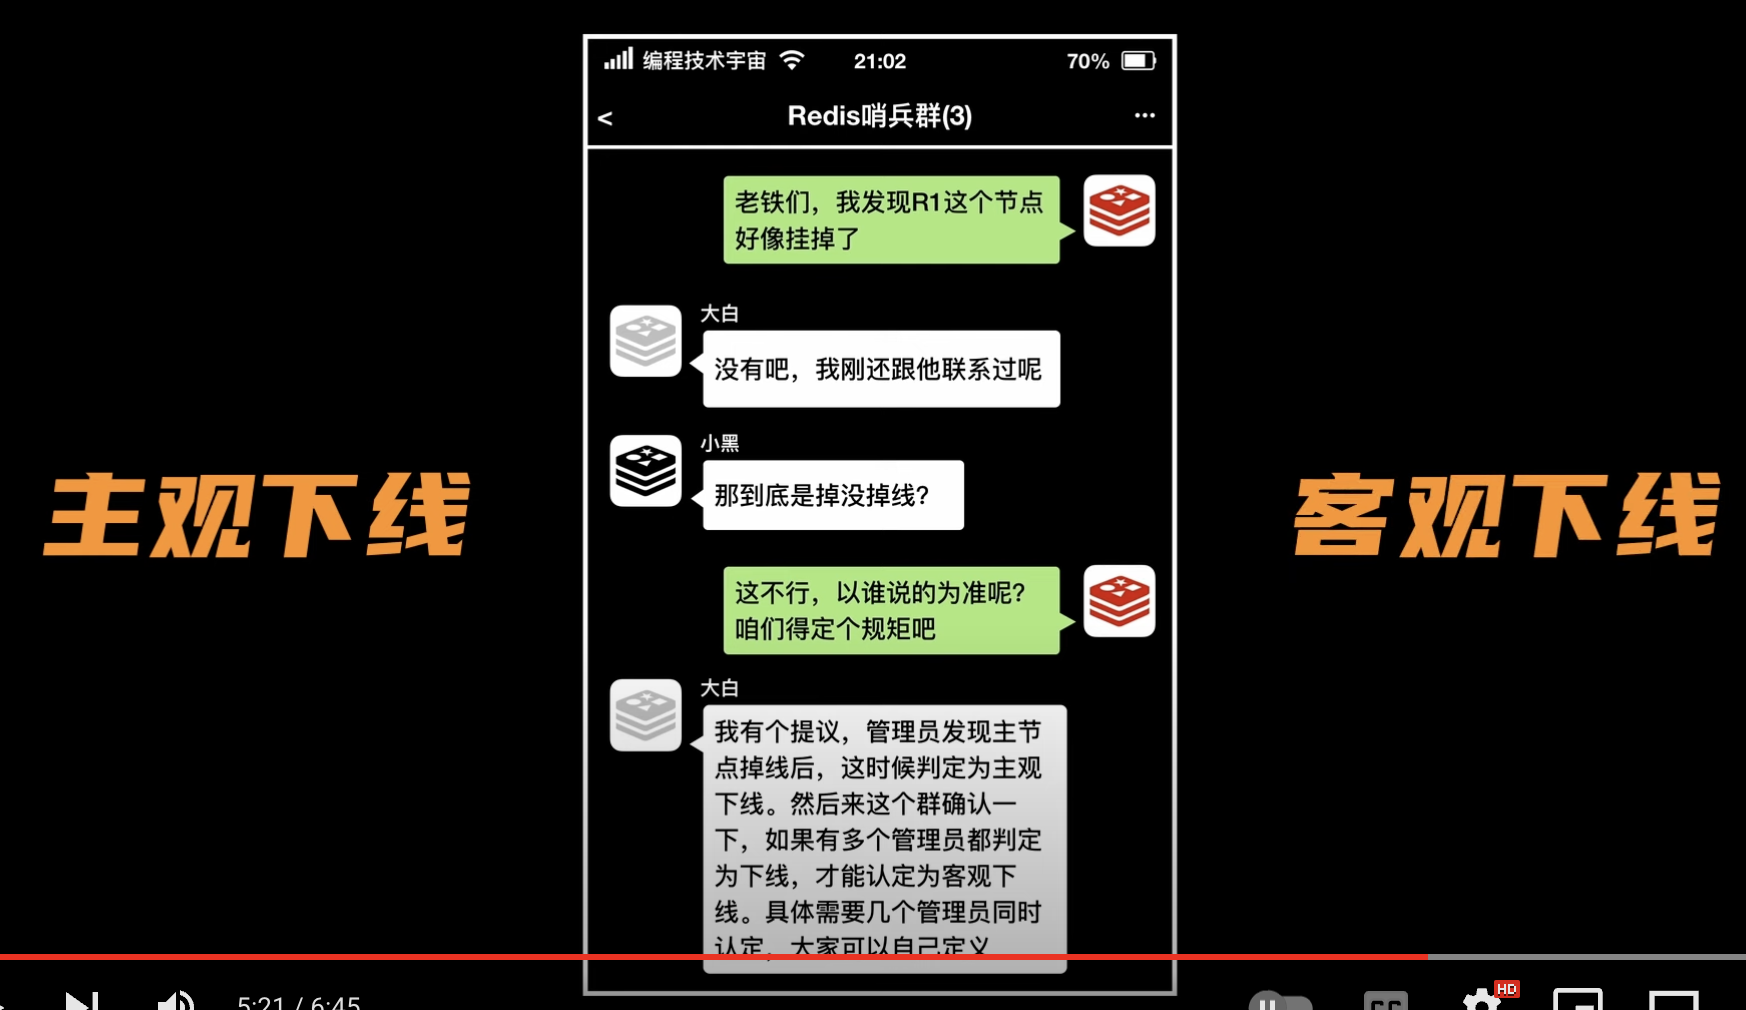 编程技术宇宙
21:02
70%
<
Redis哨兵群(3)
老铁们，我发现R1这个节点
好像挂掉了
大白
没有吧，我刚还跟他联系过呢
小黑
那到底是掉没掉线？
主观下线
客观下线
这不行，以谁说的为准呢？
咱们得定个规矩吧
大白
我有个提议，管理员发现主节
点掉线后，这时候判定为主观
下线。然后来这个群确认一
下，如果有多个管理员都判定
为下线，才能认定为客观下
线。具体需要几个管理员同时
认定，大家可以自己定义
5:21 / 6:45
CC
HD